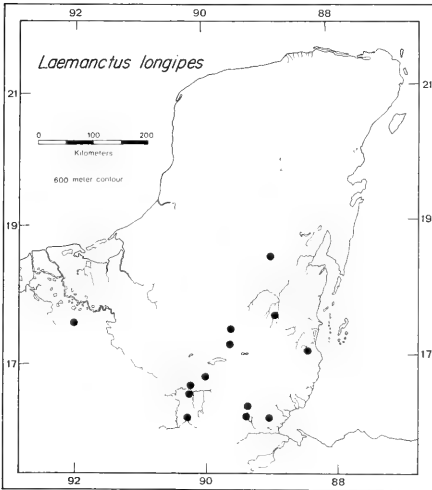 92 90 88
Laemanctus longipes
21 21
0 100 200
Kilometers
600 meter contour
19 19
17 17
92 90 88